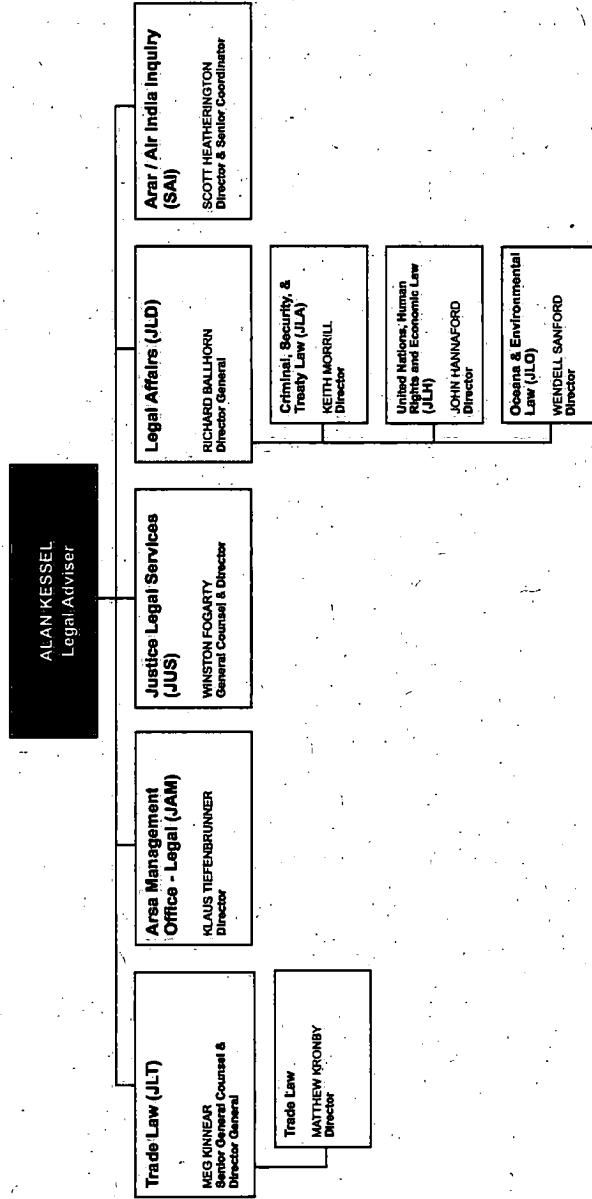 ALAN KESSEL
Legal Adviser
Trade Law (JLT)
MEG KINNEAR
Senior General Counsel &
Director General
Trade Law
MATTHEW KRONBY
Director
Arsa Management
Office - Legal (JAM)
KLAUS TIEFENBRUNNER
Director
Justice Legal Services
(JUS)
WINSTON FOGARTY
General Counsel & Director
Legal Affairs (JLD)
RICHARD BALLHORN
Director General
Criminal, Security, &
Treaty Law (JLA)
KEITH MORRILL
Director
United Nations, Human
Rights and Economic Law
(JLH)
JOHN HANNAFORD
Director
Oceans & Environmental
Law (JLO)
WENDELL SANFORD
Director
Arar / Air India Inquiry
(SAI)
SCOTT HEATHERINGTON
Director & Senior Coordinator